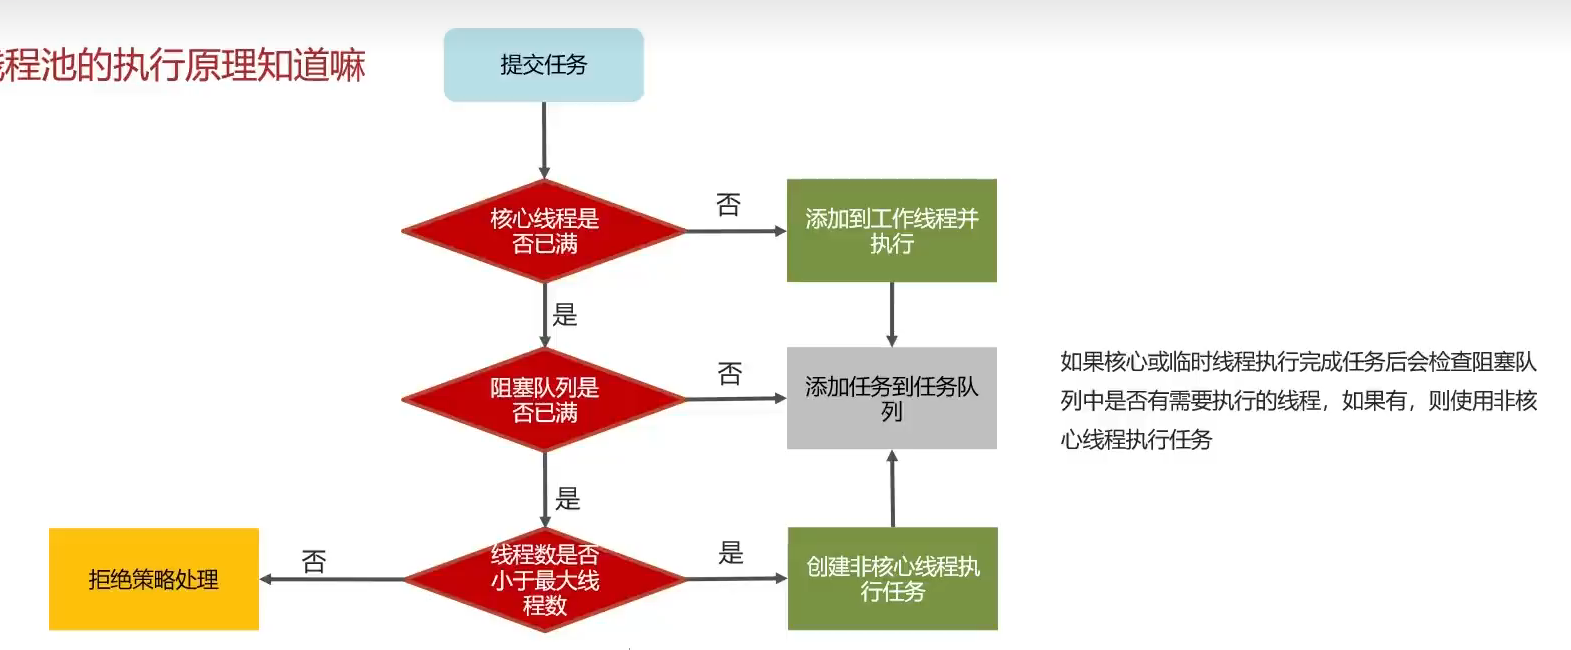 程池的执行原理知道嘛
提交任务
核心线程是
否已满
否
添加到工作线程并
执行
是
阻塞队列是
否已满
否
添加任务到任务队
列
如果核心或临时线程执行完成任务后会检查阻塞队
列中是否有需要执行的线程，如果有，则使用非核
心线程执行任务
是
拒绝策略处理
否
线程数是否
小于最大线
程数
是
创建非核心线程执
行任务